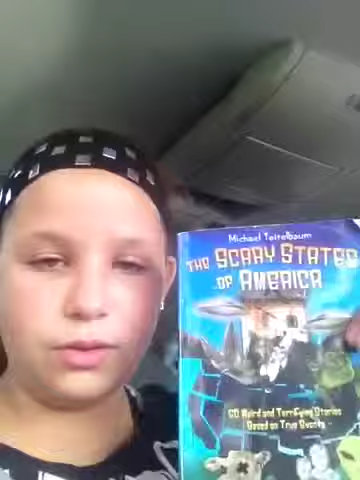 Michael Teitelbaum
THE SCARY STATES
OF AMERICA
50 Weird and Terrifying Stories
Based on True Events